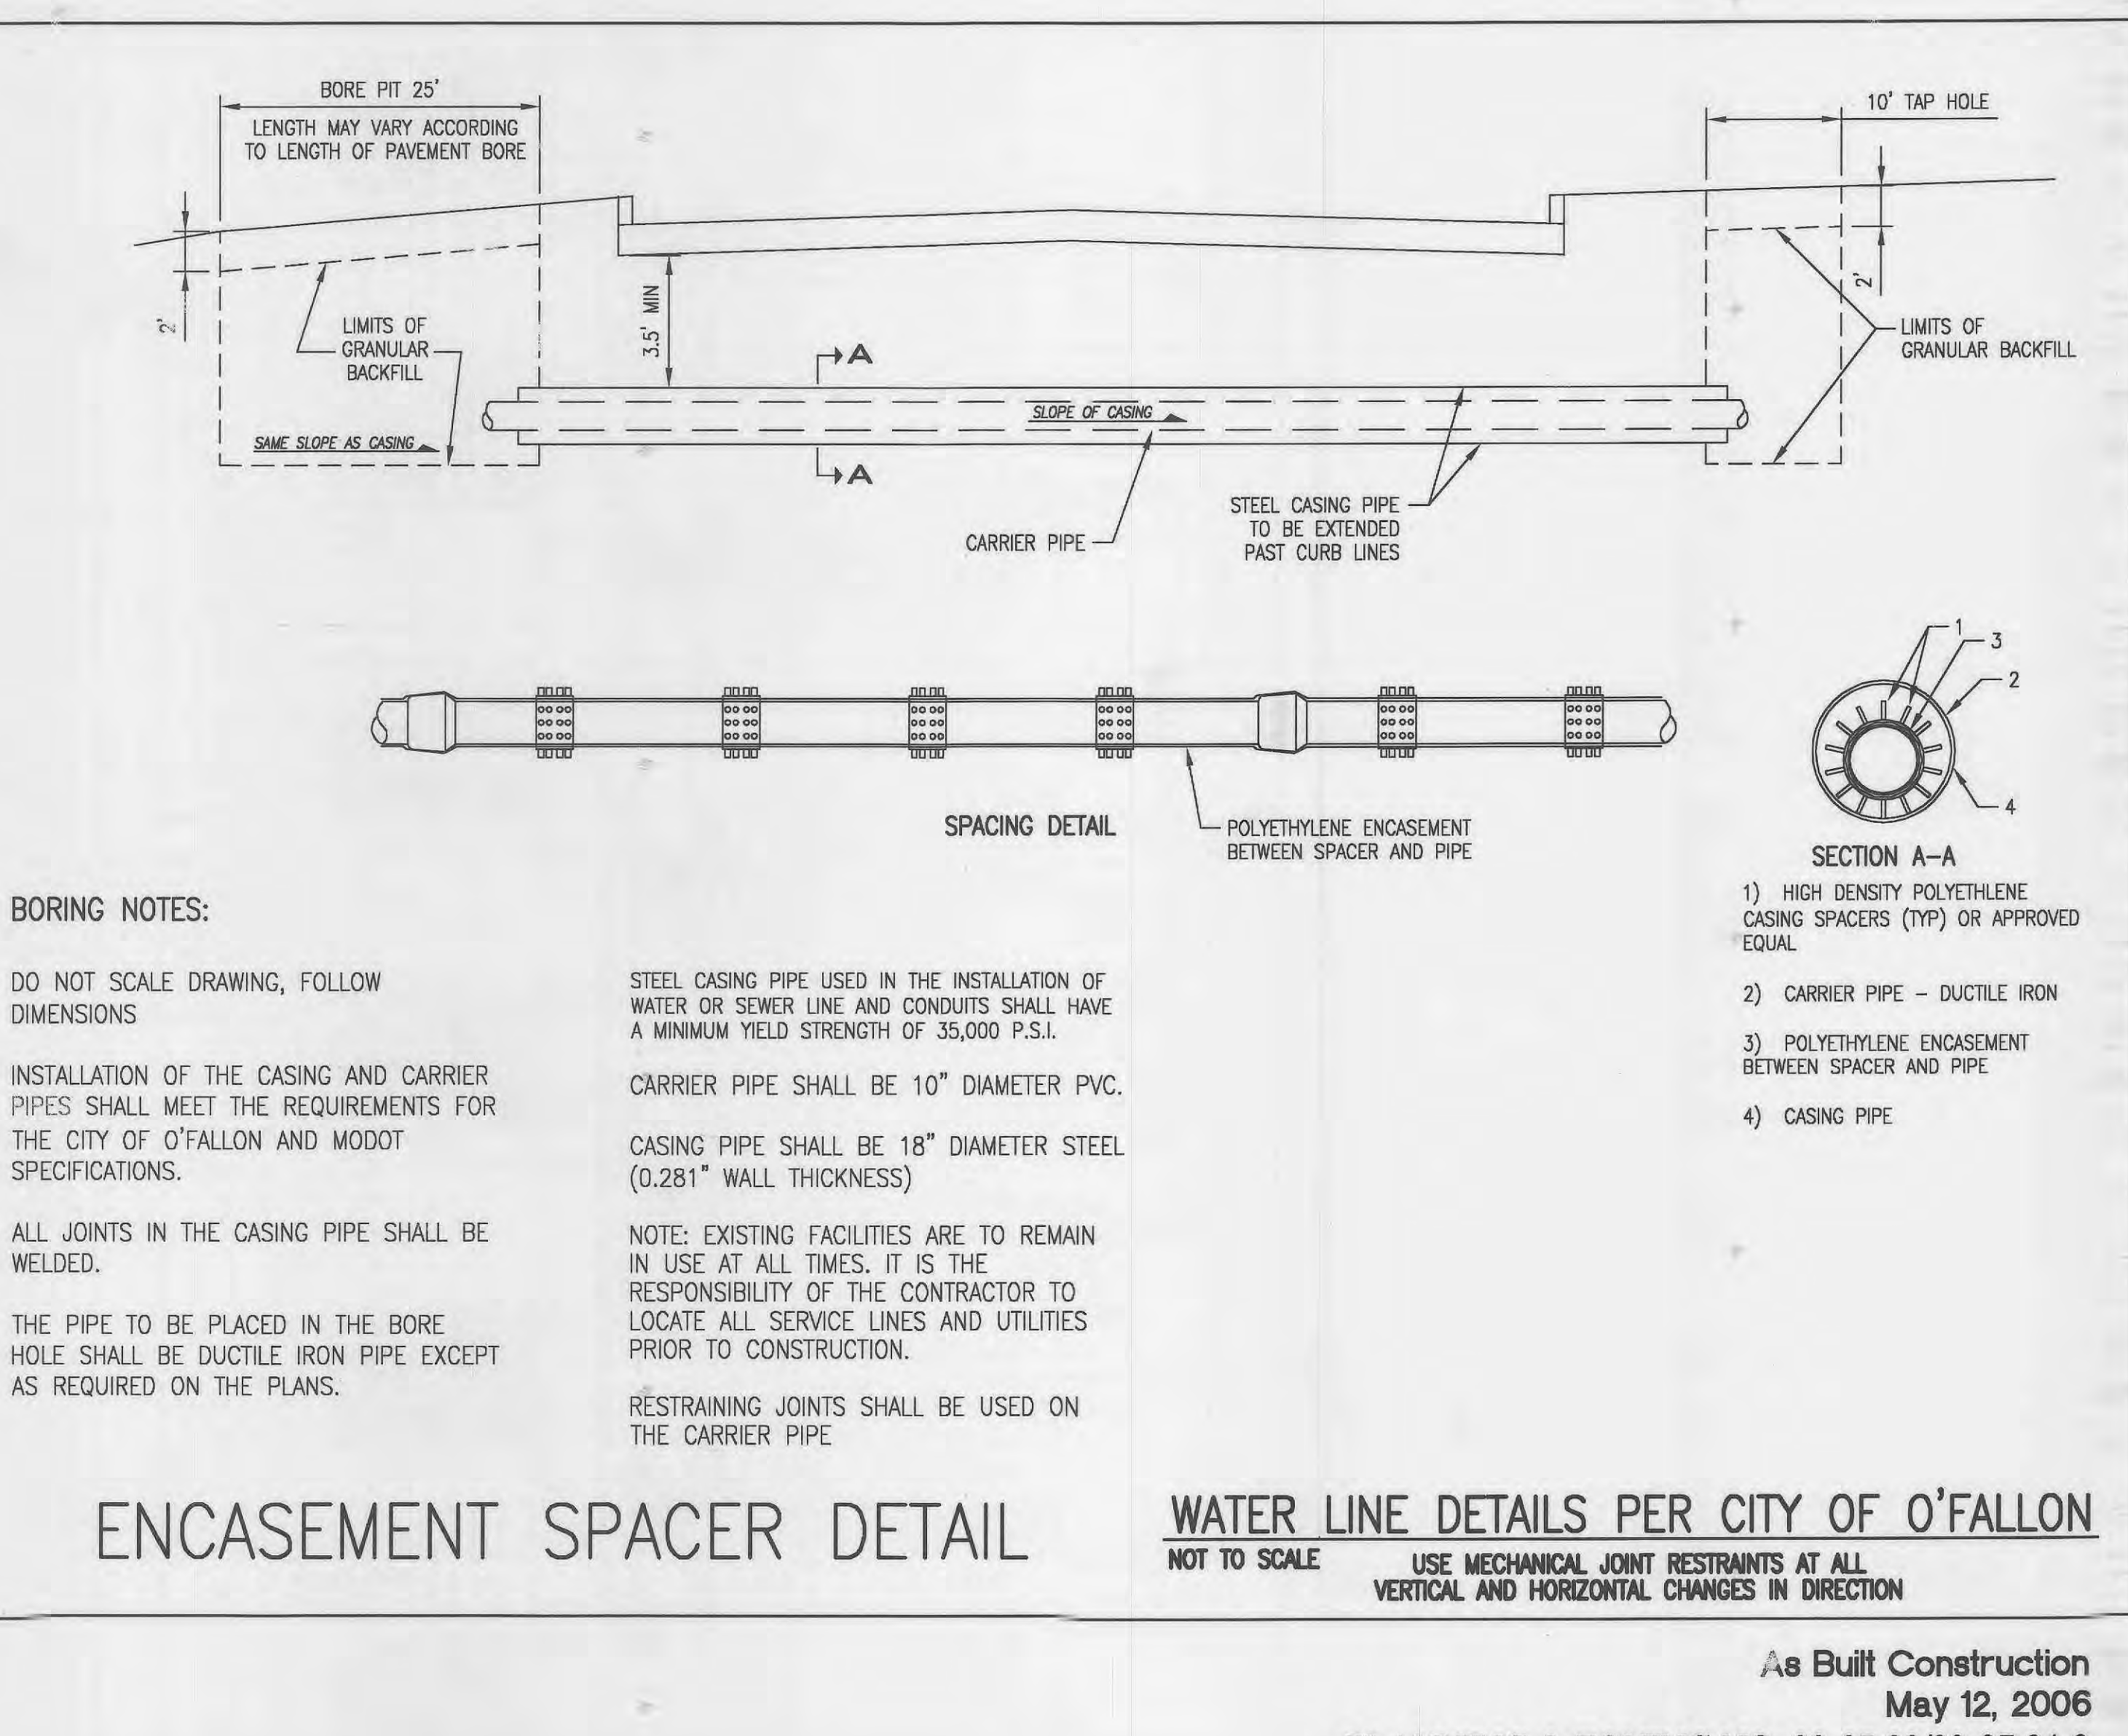 BORE PIT 25'
LENGTH MAY VARY ACCORDING
TO LENGTH OF PAVEMENT BORE
10' TAP HOLE
2'
LIMITS OF
GRANULAR
BACKFILL
3.5' MIN
A
2'
LIMITS OF
GRANULAR BACKFILL
SAME SLOPE AS CASING
SLOPE OF CASING
A
CARRIER PIPE
STEEL CASING PIPE
TO BE EXTENDED
PAST CURB LINES
1
3
2
4
SPACING DETAIL
POLYETHYLENE ENCASEMENT
BETWEEN SPACER AND PIPE
SECTION A-A
1) HIGH DENSITY POLYETHLENE
CASING SPACERS (TYP) OR APPROVED
EQUAL
2) CARRIER PIPE - DUCTILE IRON
3) POLYETHYLENE ENCASEMENT
BETWEEN SPACER AND PIPE
4) CASING PIPE
BORING NOTES:
DO NOT SCALE DRAWING, FOLLOW
DIMENSIONS
INSTALLATION OF THE CASING AND CARRIER
PIPES SHALL MEET THE REQUIREMENTS FOR
THE CITY OF O'FALLON AND MODOT
SPECIFICATIONS.
ALL JOINTS IN THE CASING PIPE SHALL BE
WELDED.
THE PIPE TO BE PLACED IN THE BORE
HOLE SHALL BE DUCTILE IRON PIPE EXCEPT
AS REQUIRED ON THE PLANS.
STEEL CASING PIPE USED IN THE INSTALLATION OF
WATER OR SEWER LINE AND CONDUITS SHALL HAVE
A MINIMUM YIELD STRENGTH OF 35,000 P.S.I.
CARRIER PIPE SHALL BE 10" DIAMETER PVC.
CASING PIPE SHALL BE 18" DIAMETER STEEL
(0.281" WALL THICKNESS)
NOTE: EXISTING FACILITIES ARE TO REMAIN
IN USE AT ALL TIMES. IT IS THE
RESPONSIBILITY OF THE CONTRACTOR TO
LOCATE ALL SERVICE LINES AND UTILITIES
PRIOR TO CONSTRUCTION.
RESTRAINING JOINTS SHALL BE USED ON
THE CARRIER PIPE
ENCASEMENT SPACER DETAIL
WATER LINE DETAILS PER CITY OF O'FALLON
NOT TO SCALE
USE MECHANICAL JOINT RESTRAINTS AT ALL
VERTICAL AND HORIZONTAL CHANGES IN DIRECTION
As Built Construction
May 12, 2006